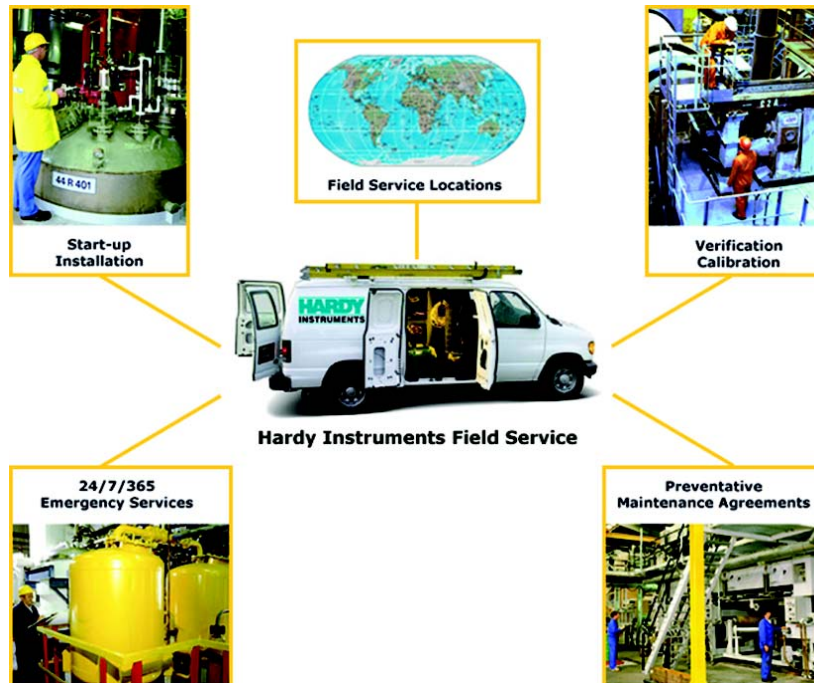 44 R 401
Start-up
Installation
Field Service Locations
Verification
Calibration
HARDY
INSTRUMENTS
Hardy Instruments Field Service
24/7/365
Emergency Services
Preventative
Maintenance Agreements